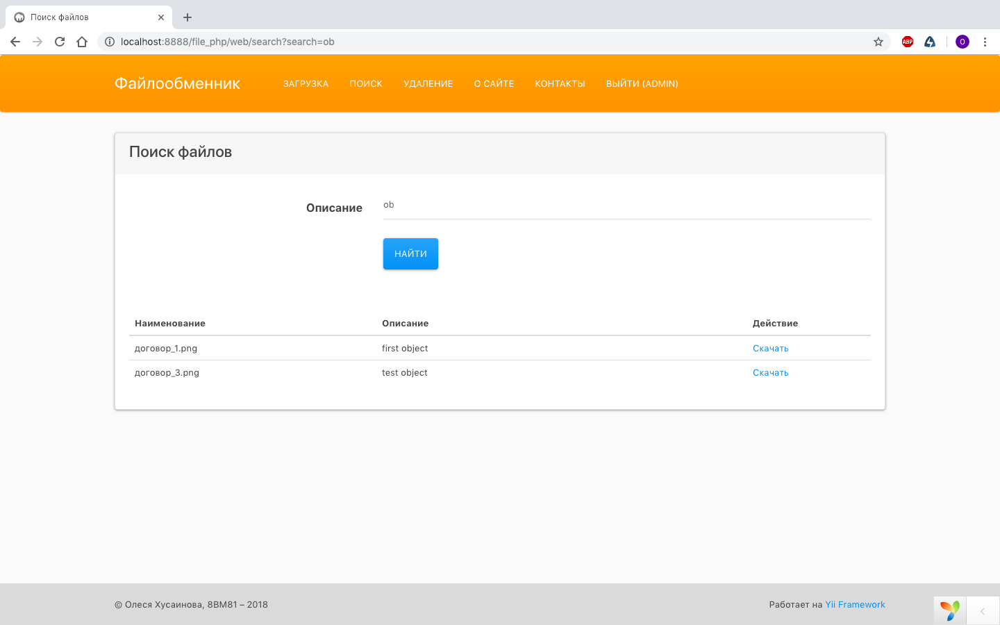 Поиск файлов
localhost:8888/file_php/web/search?search=ob
ABP
O
Файлообменник ЗАГРУЗКА ПОИСК УДАЛЕНИЕ О САЙТЕ КОНТАКТЫ ВЫЙТИ (ADMIN)
Поиск файлов
Описание ob
НАЙТИ
Наименование Описание Действие
договор_1.png first object Скачать
договор_3.png test object Скачать
© Олеся Хусаинова, 8ВМ81 – 2018 Работает на Yii Framework